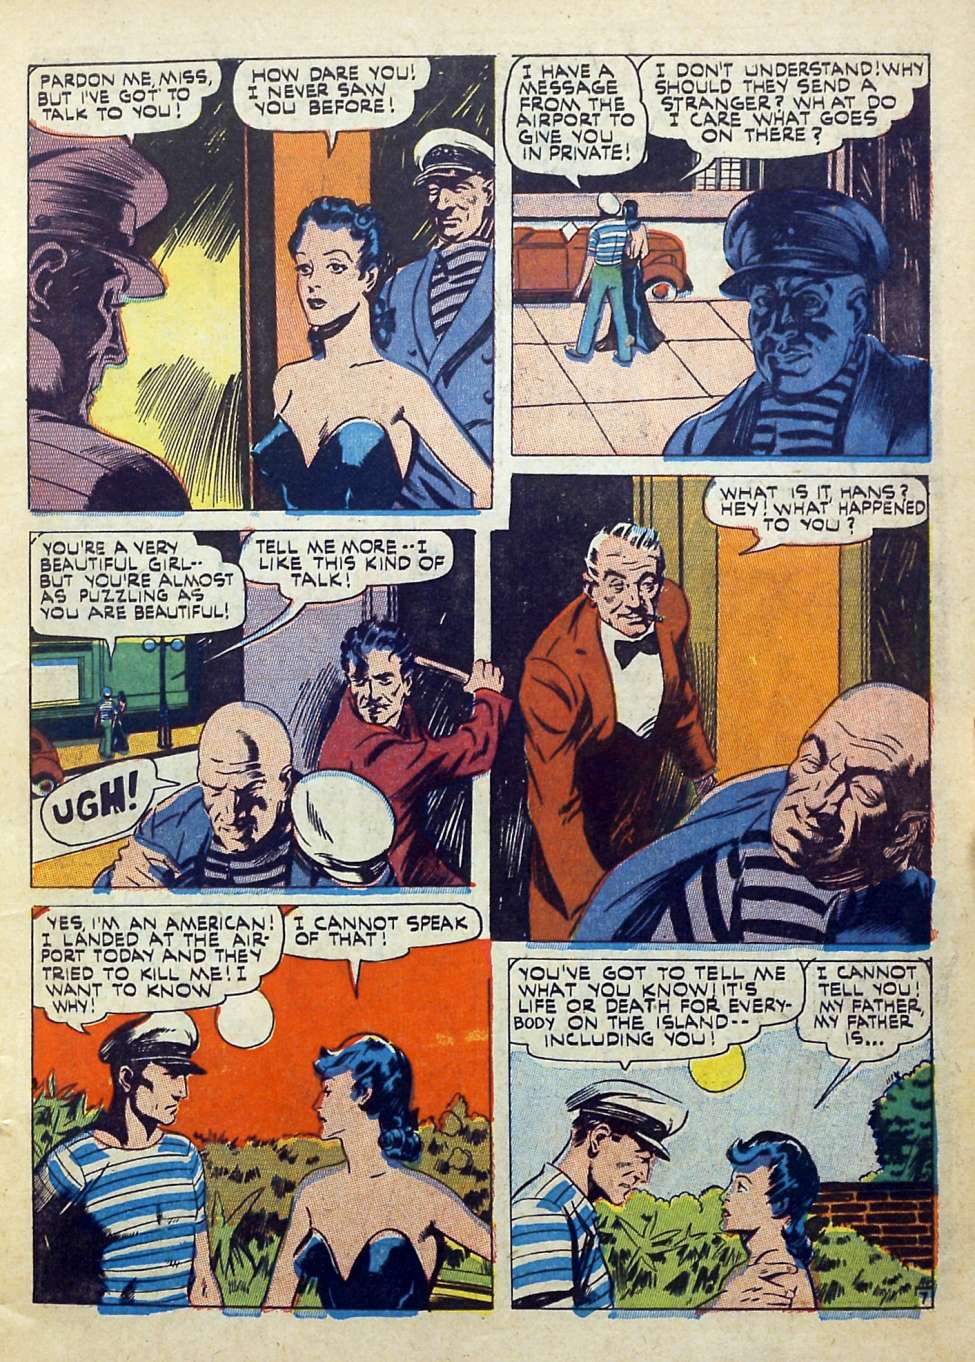 PARDON ME, MISS,
BUT I'VE GOT TO
TALK TO YOU!
HOW DARE YOU!
I NEVER SAW
YOU BEFORE!
I HAVE A
MESSAGE
FROM THE
AIRPORT TO
GIVE YOU
IN PRIVATE!
I DON'T UNDERSTAND! WHY
SHOULD THEY SEND A
STRANGER? WHAT DO
I CARE WHAT GOES
ON THERE?
YOU'RE A VERY
BEAUTIFUL GIRL--
BUT YOU'RE ALMOST
AS PUZZLING AS
YOU ARE BEAUTIFUL!
TELL ME MORE--I
LIKE THIS KIND OF
TALK!
UGH!
WHAT IS IT, HANS?
HEY! WHAT HAPPENED
TO YOU?
YES, I'M AN AMERICAN!
I LANDED AT THE AIR-
PORT TODAY AND THEY
TRIED TO KILL ME! I
WANT TO KNOW
WHY!
I CANNOT SPEAK
OF THAT!
YOU'VE GOT TO TELL ME
WHAT YOU KNOW! IT'S
LIFE OR DEATH FOR EVERY-
BODY ON THE ISLAND--
INCLUDING YOU!
I CANNOT
TELL YOU!
MY FATHER,
MY FATHER
IS...
7